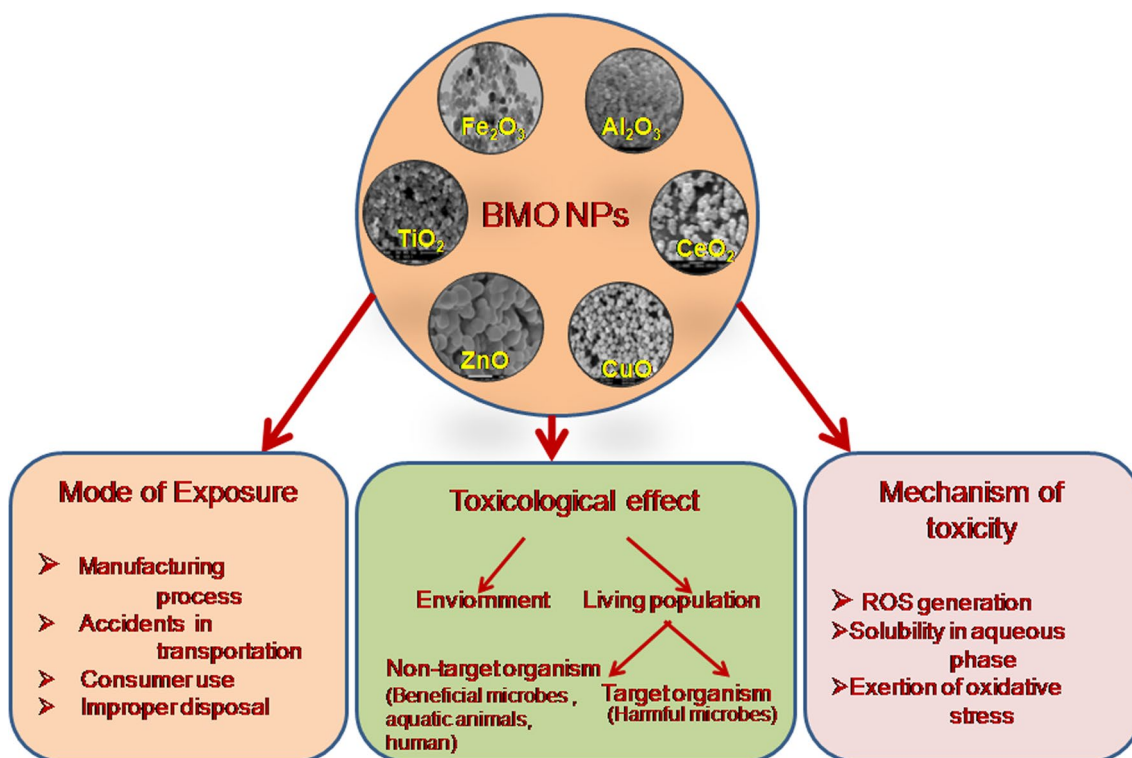 Fe₂O₃
Al₂O₃
TiO₂
BMO NPs
CeO₂
ZnO
CuO
Mode of Exposure
➢ Manufacturing
process
➢ Accidents in
transportation
➢ Consumer use
➢ Improper disposal
Toxicological effect
Enviornment
Living population
Non-target organism
(Beneficial microbes ,
aquatic animals,
human)
Target organism
(Harmful microbes)
Mechanism of
toxicity
➢ ROS generation
➢Solubility in aqueous
phase
➢Exertion of oxidative
stress